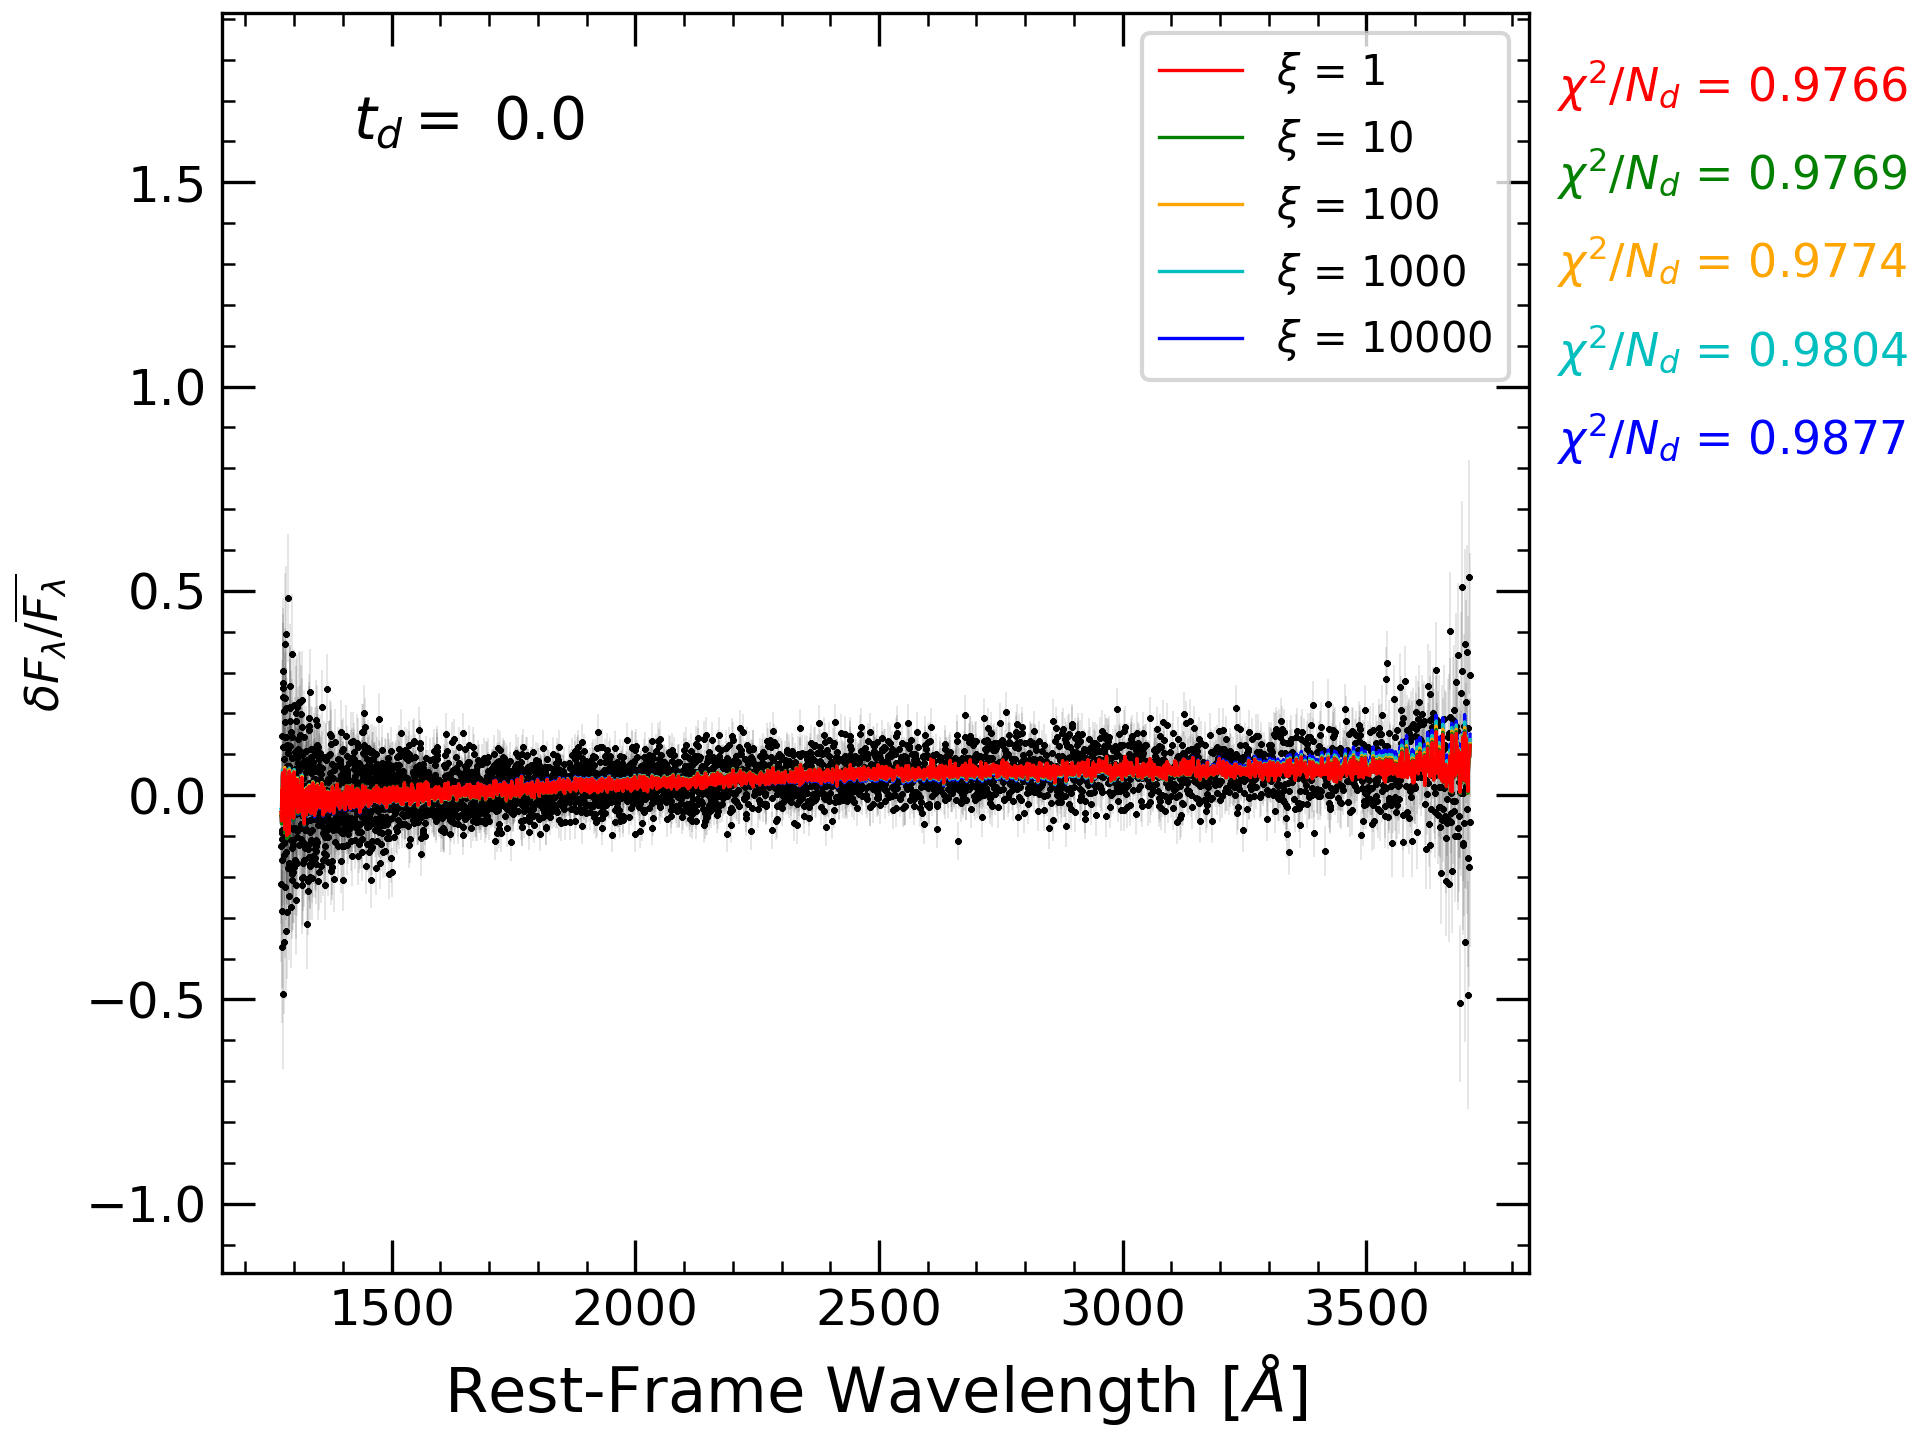 t_d = 0.0
ξ = 1
ξ = 10
ξ = 100
ξ = 1000
ξ = 10000
χ²/N_d = 0.9766
χ²/N_d = 0.9769
χ²/N_d = 0.9774
χ²/N_d = 0.9804
χ²/N_d = 0.9877
δF_λ/F̅_λ
1.5
1.0
0.5
0.0
−0.5
−1.0
1500 2000 2500 3000 3500
Rest-Frame Wavelength [Å]